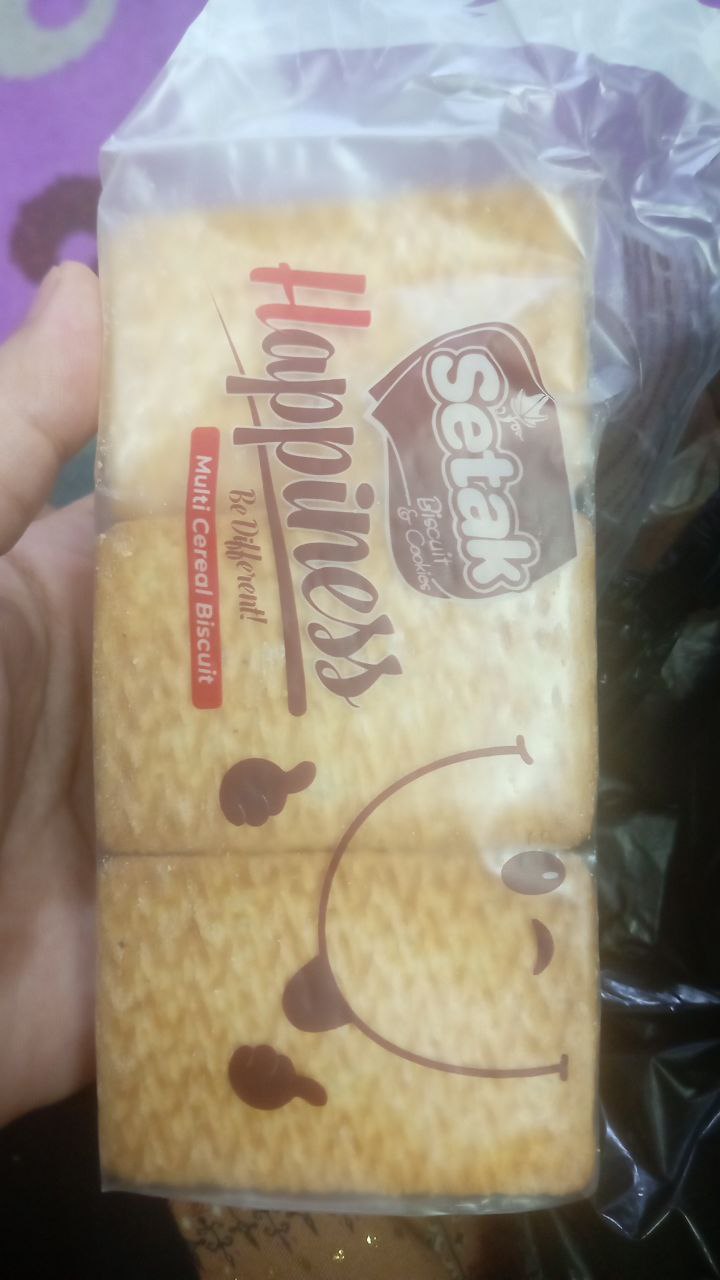 Setak
Biscuit
& Cookies
Happiness
Be Different!
Multi Cereal Biscuit